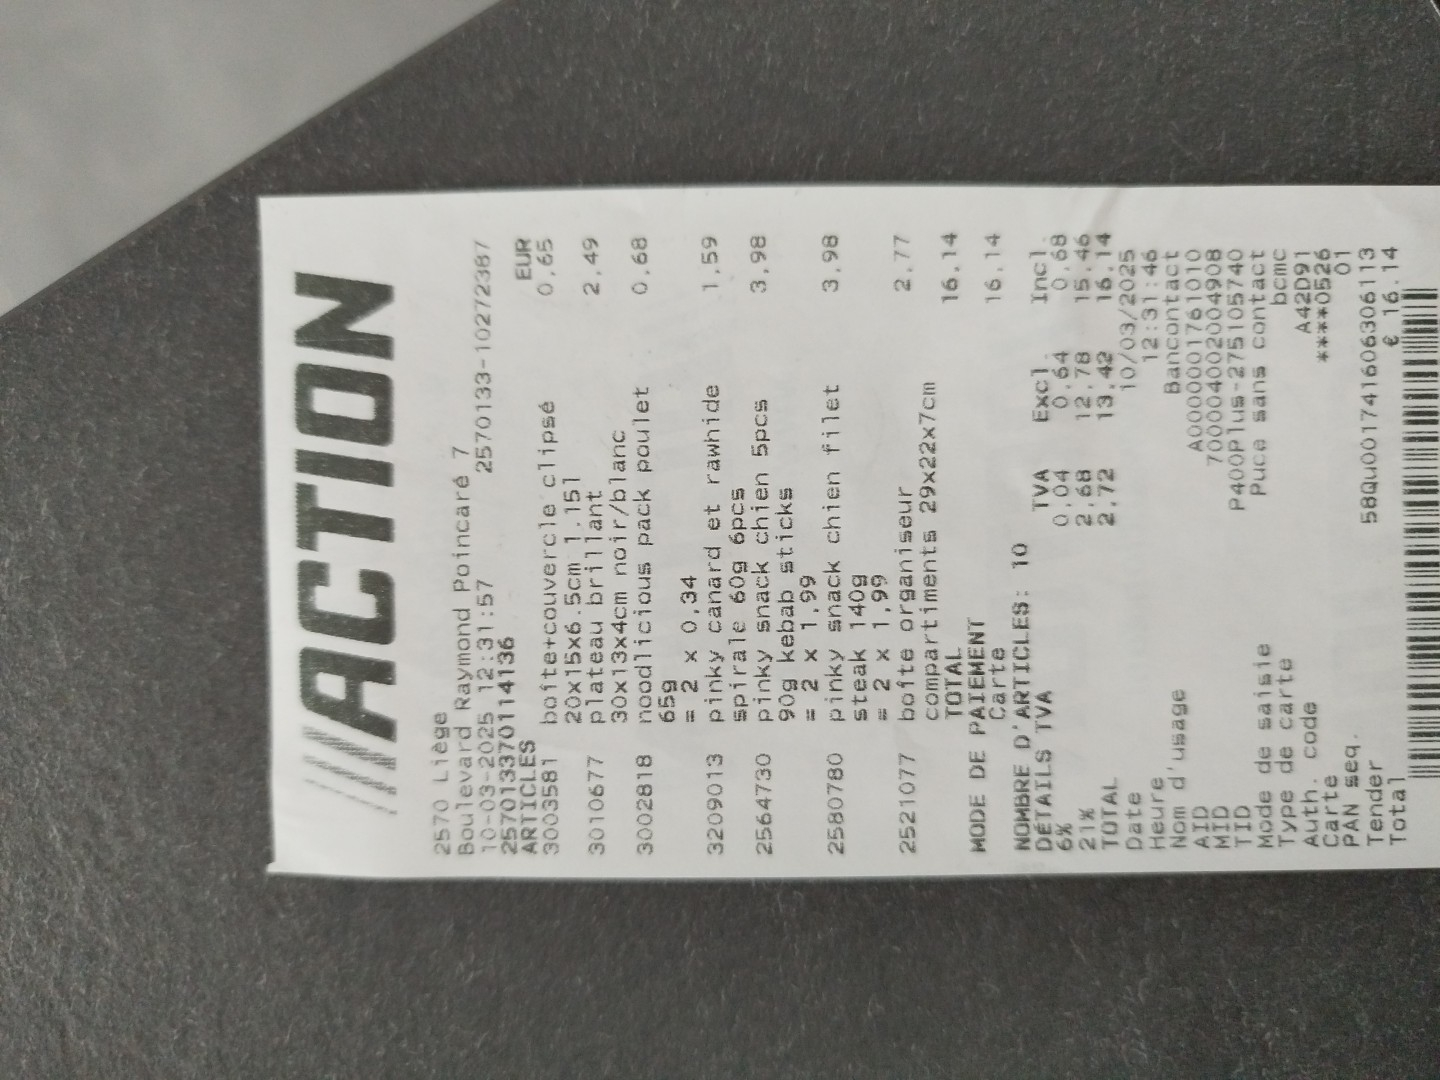 ///ACTION
2570 Liège
Boulevard Raymond Poincaré 7
10-03-2025 12:31:57 2570133-10272387
2570133701​14136
ARTICLES EUR
3003581 boîte+couvercle clipsé 0,65
20x15x6.5cm 1.15l
3010677 plateau brillant 2,49
30x13x4cm noir/blanc
3002818 noodlicious pack poulet 0,68
65g
= 2 x 0,34
3209013 pinky canard et rawhide 1,59
spirale 60g 6pcs
2564730 pinky snack chien 5pcs 3,98
90g kebab sticks
= 2 x 1,99
2580780 pinky snack chien filet 3,98
steak 140g
= 2 x 1,99
2521077 boîte organiseur 2,77
compartiments 29x22x7cm
TOTAL 16,14
MODE DE PAIEMENT
Carte 16,14
NOMBRE D'ARTICLES: 10
DÉTAILS TVA TVA Excl. Incl.
6% 0,04 0,64 0,68
21% 2,68 12,78 15,46
TOTAL 2,72 13,42 16,14
Date 10/03/2025
Heure 12:31:46
Nom d'usage Bancontact
AID A0000001761010
MID 700004002004908
TID P400Plus-275105740
Mode de saisie Puce sans contact
Type de carte bcmc
Auth. code A42D91
Carte ****0526
PAN seq. 01
Tender 58Qu001741606306113
Total € 16.14